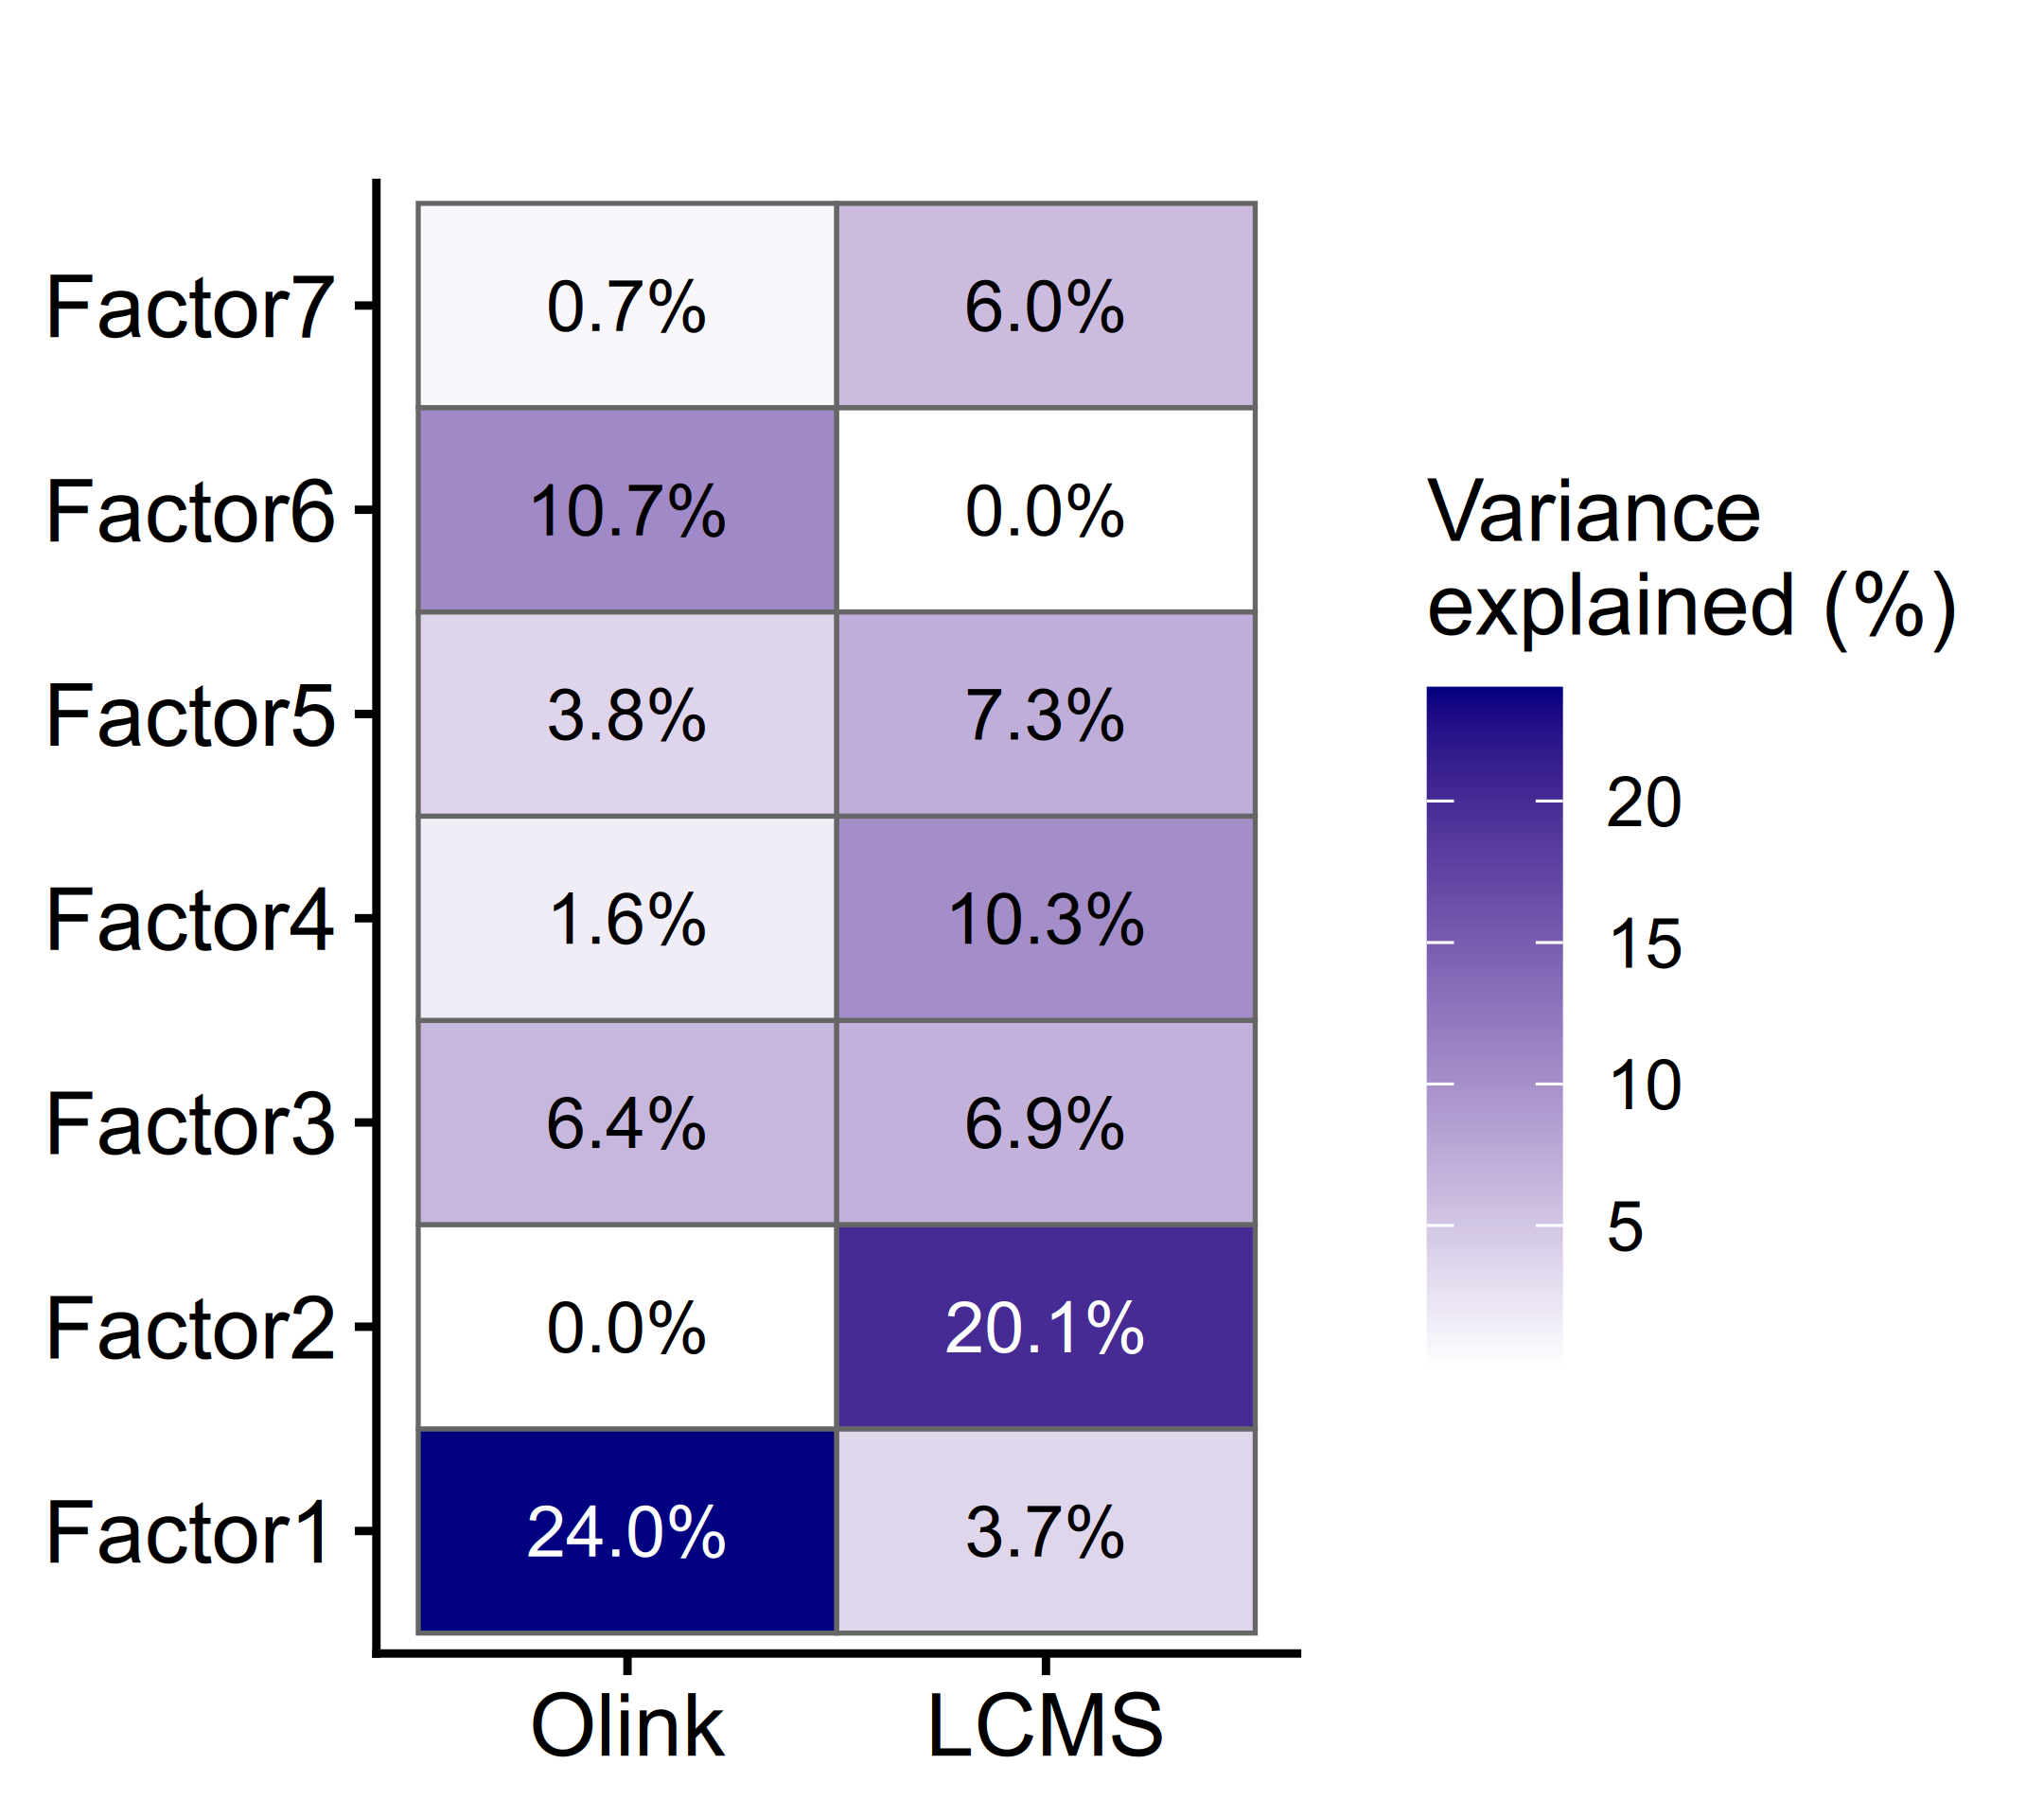 Factor7 0.7% 6.0%
Factor6 10.7% 0.0%
Factor5 3.8% 7.3%
Factor4 1.6% 10.3%
Factor3 6.4% 6.9%
Factor2 0.0% 20.1%
Factor1 24.0% 3.7%
Olink LCMS
Variance
explained (%)
20
15
10
5